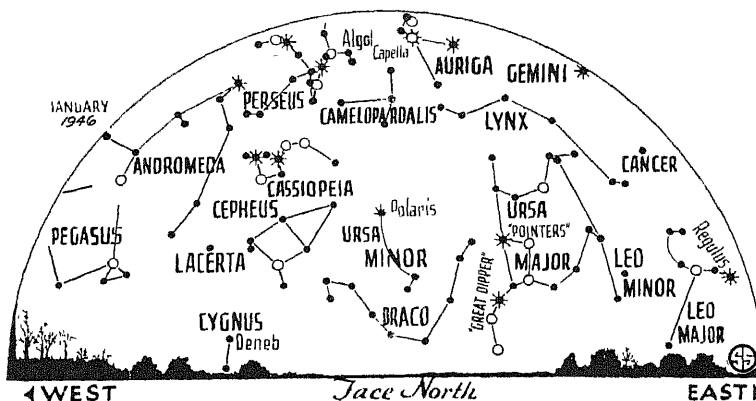 Algol
Capella
AURIGA
GEMINI
JANUARY
1946
PERSEUS
CAMELOPARDALIS
LYNX
ANDROMEDA
CANCER
CASSIOPEIA
CEPHEUS
Polaris
URSA
"POINTERS"
MAJOR
Regulus
PEGASUS
URSA
MINOR
LACERTA
LEO
MINOR
"GREAT DIPPER"
DRACO
LEO
MAJOR
CYGNUS
Deneb
WEST
Face North
EAST